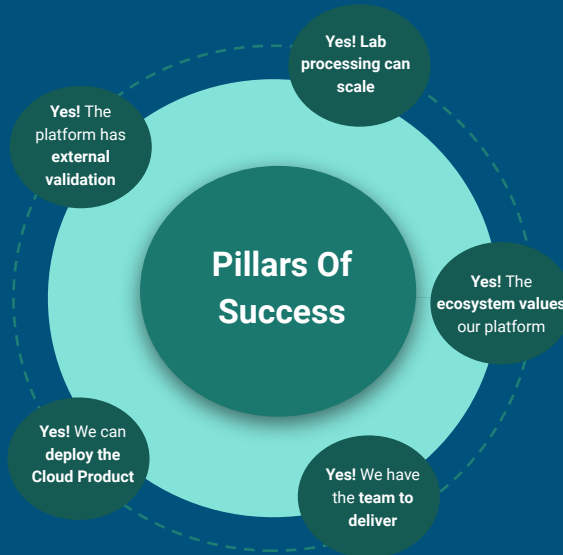 Yes! Lab
processing can
scale
Yes! The
platform has
external
validation
Pillars Of
Success
Yes! The
ecosystem values
our platform
Yes! We can
deploy the
Cloud Product
Yes! We have
the team to
deliver